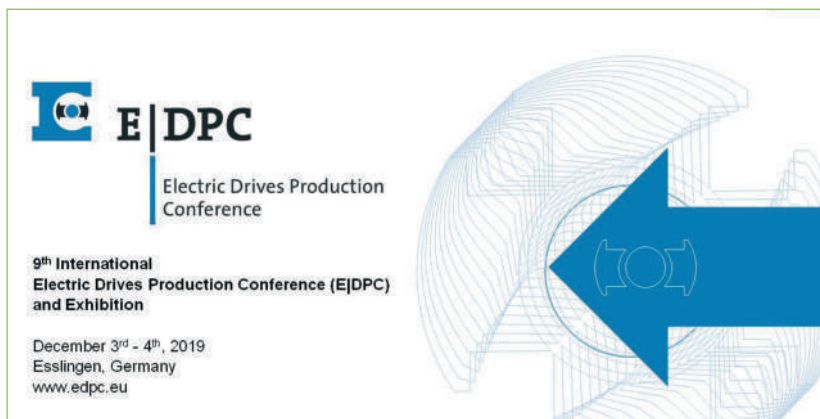 E|DPC
Electric Drives Production
Conference
9th International
Electric Drives Production Conference (E|DPC)
and Exhibition
December 3rd - 4th, 2019
Esslingen, Germany
www.edpc.eu